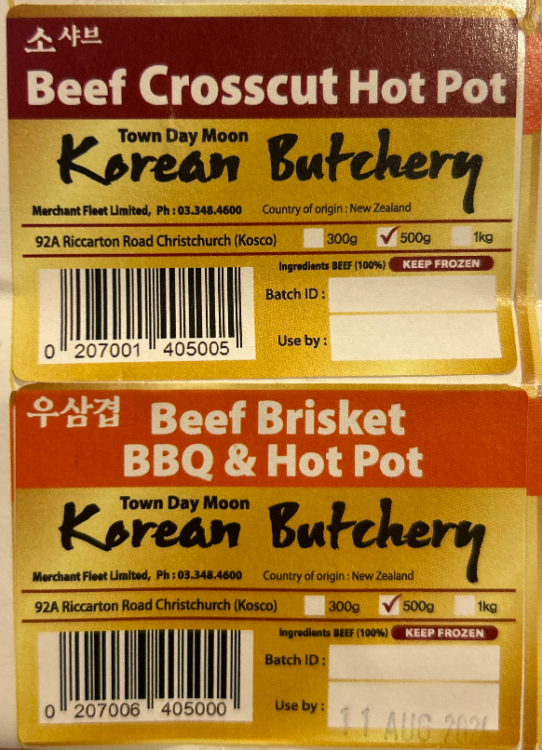 소 샤브
Beef Crosscut Hot Pot
Town Day Moon
Korean Butchery
Merchant Fleet Limited, Ph : 03.348.4600 Country of origin : New Zealand
92A Riccarton Road Christchurch (Kosco) 300g 500g 1kg
Ingredients BEEF (100%) KEEP FROZEN
Batch ID :
Use by :
0 207001 405005
우삼겹 Beef Brisket
BBQ & Hot Pot
Town Day Moon
Korean Butchery
Merchant Fleet Limited, Ph : 03.348.4600 Country of origin : New Zealand
92A Riccarton Road Christchurch (Kosco) 300g 500g 1kg
Ingredients BEEF (100%) KEEP FROZEN
Batch ID :
Use by : 11 AUG
0 207006 405000